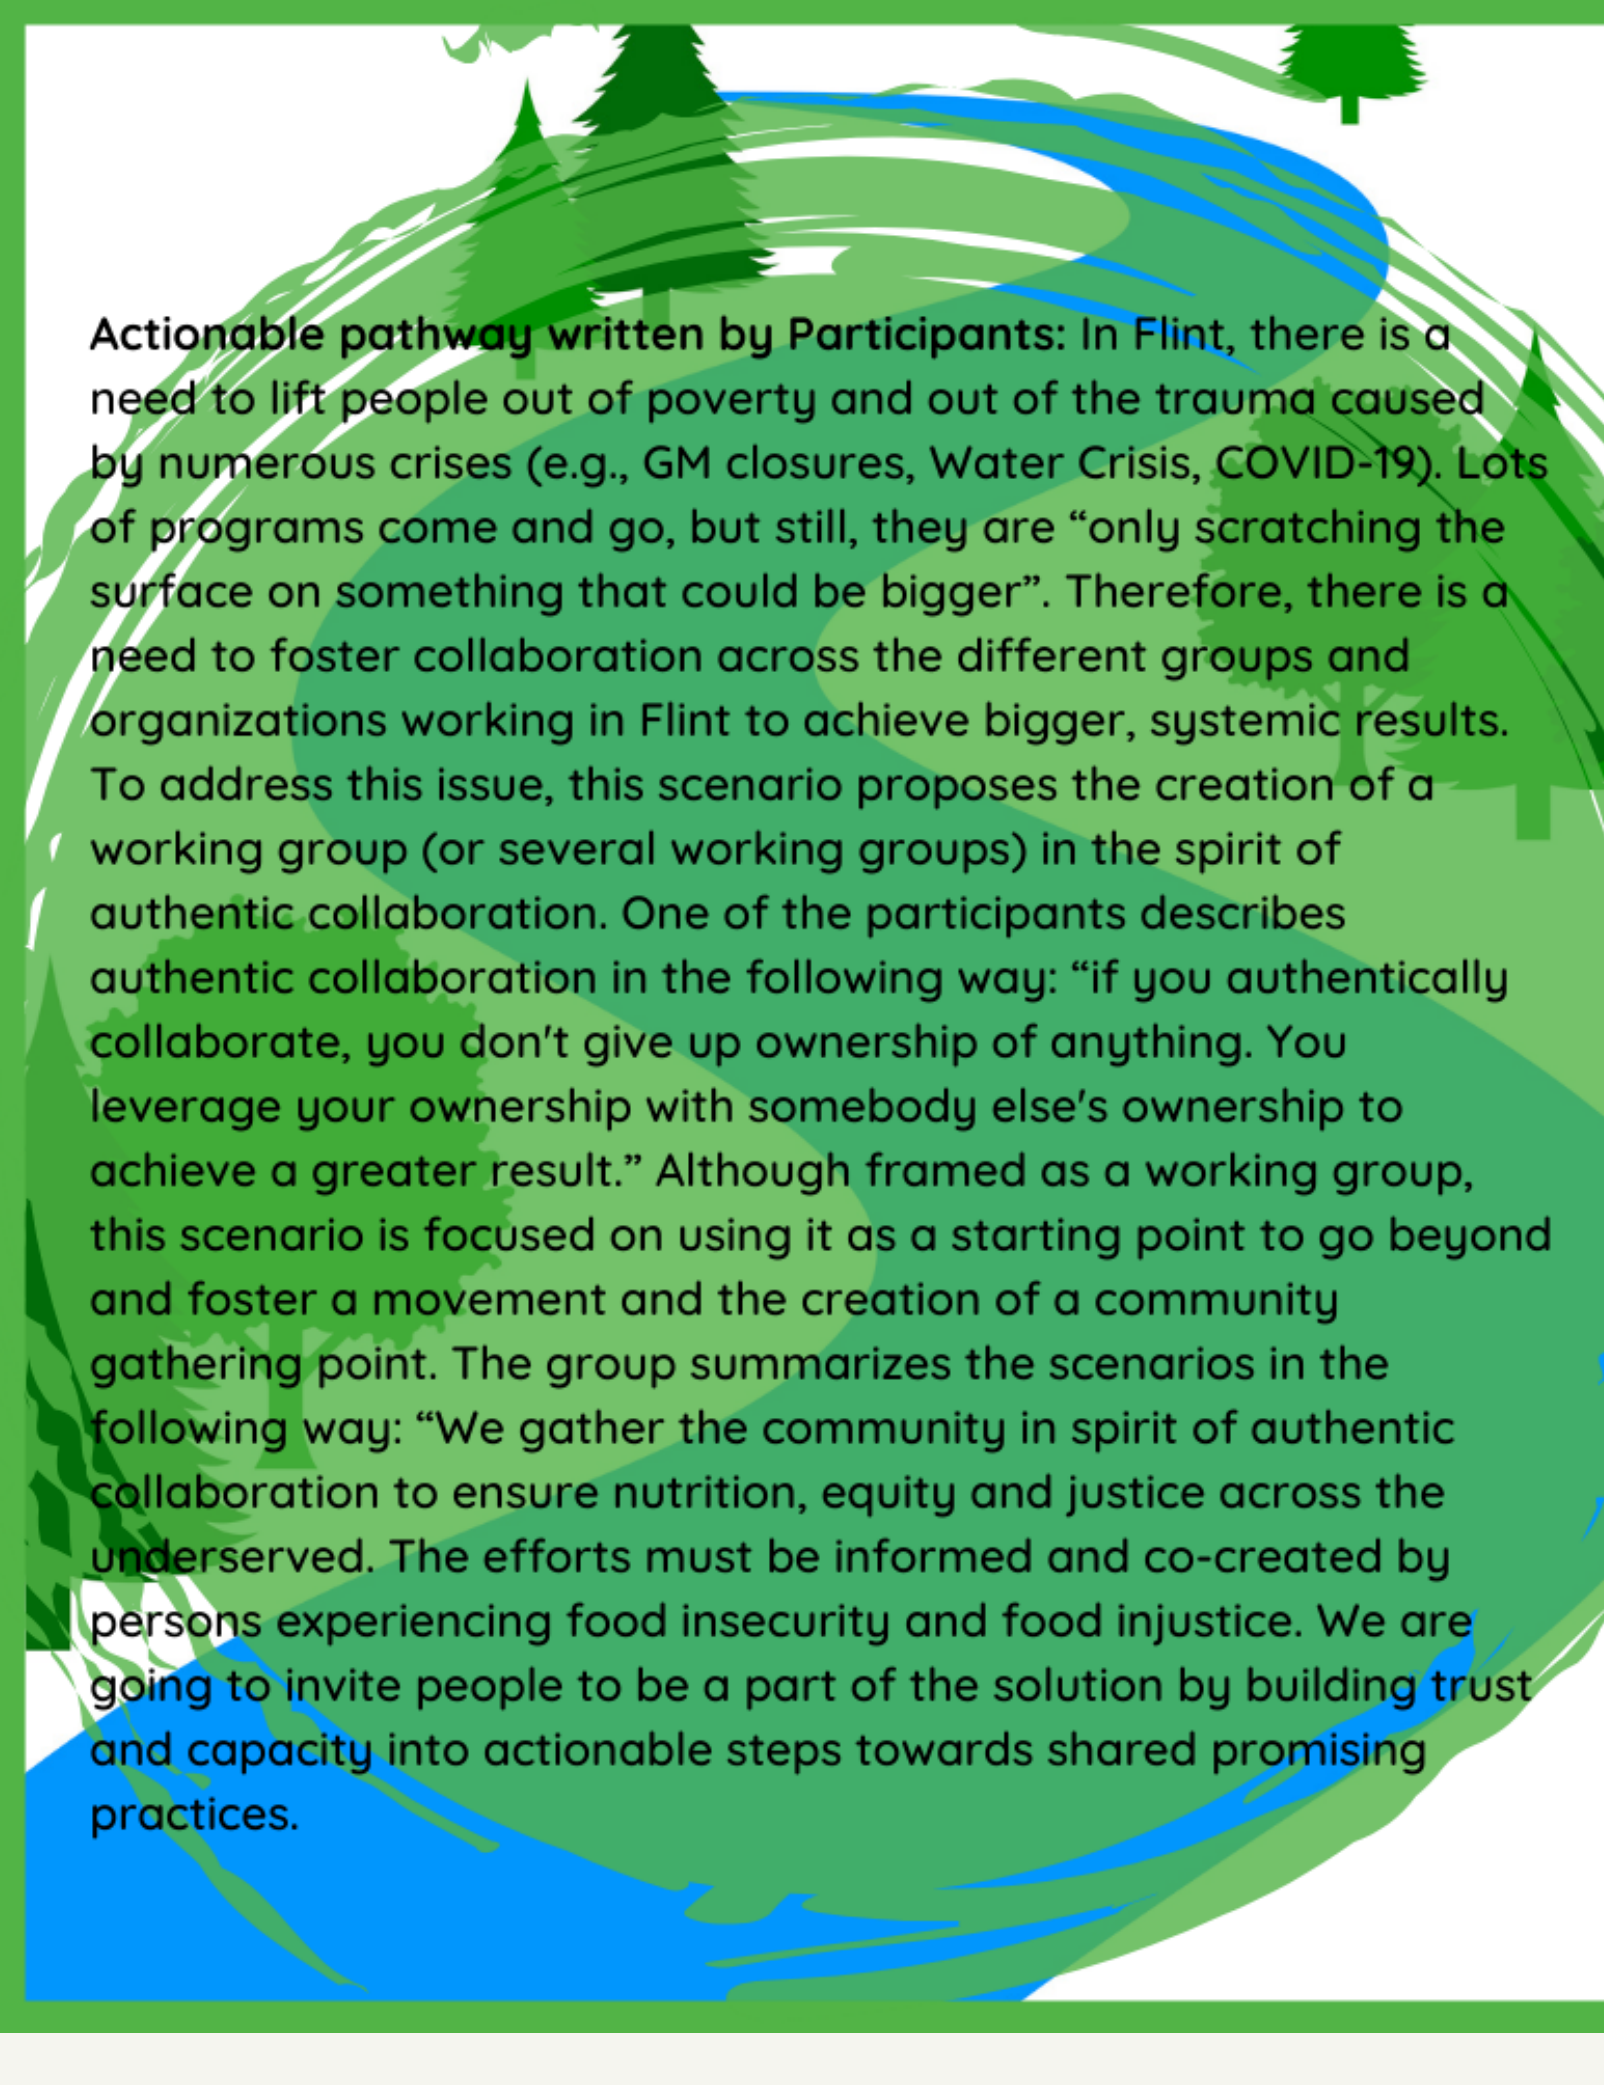 Actionable pathway written by Participants: In Flint, there is a
need to lift people out of poverty and out of the trauma caused
by numerous crises (e.g., GM closures, Water Crisis, COVID-19). Lots
of programs come and go, but still, they are “only scratching the
surface on something that could be bigger”. Therefore, there is a
need to foster collaboration across the different groups and
organizations working in Flint to achieve bigger, systemic results.
To address this issue, this scenario proposes the creation of a
working group (or several working groups) in the spirit of
authentic collaboration. One of the participants describes
authentic collaboration in the following way: “if you authentically
collaborate, you don't give up ownership of anything. You
leverage your ownership with somebody else's ownership to
achieve a greater result.” Although framed as a working group,
this scenario is focused on using it as a starting point to go beyond
and foster a movement and the creation of a community
gathering point. The group summarizes the scenarios in the
following way: “We gather the community in spirit of authentic
collaboration to ensure nutrition, equity and justice across the
underserved. The efforts must be informed and co-created by
persons experiencing food insecurity and food injustice. We are
going to invite people to be a part of the solution by building trust
and capacity into actionable steps towards shared promising
practices.